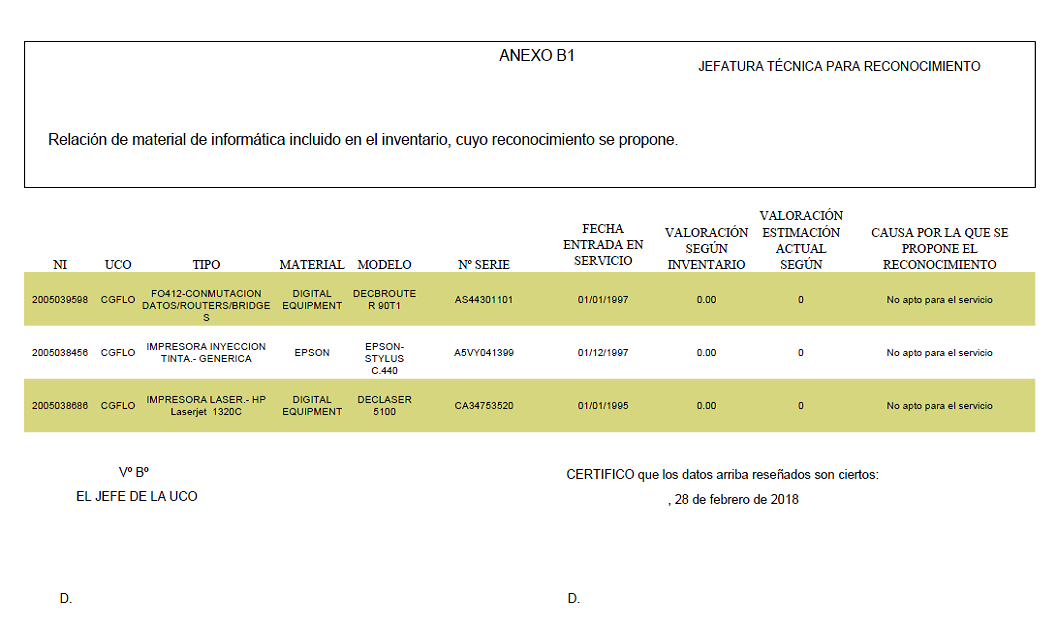 ANEXO B1
JEFATURA TÉCNICA PARA RECONOCIMIENTO
Relación de material de informática incluido en el inventario, cuyo reconocimiento se propone.
NI UCO TIPO MATERIAL MODELO Nº SERIE FECHA ENTRADA EN SERVICIO VALORACIÓN SEGÚN INVENTARIO VALORACIÓN ESTIMACIÓN ACTUAL SEGÚN CAUSA POR LA QUE SE PROPONE EL RECONOCIMIENTO
2005039598 CGFLO FO412-CONMUTACION DATOS/ROUTERS/BRIDGES DIGITAL EQUIPMENT DECBROUTER 90T1 AS44301101 01/01/1997 0.00 0 No apto para el servicio
2005038456 CGFLO IMPRESORA INYECCION TINTA.- GENERICA EPSON EPSON-STYLUS C.440 A5VY041399 01/12/1997 0.00 0 No apto para el servicio
2005038686 CGFLO IMPRESORA LASER.- HP Laserjet 1320C DIGITAL EQUIPMENT DECLASER 5100 CA34753520 01/01/1995 0.00 0 No apto para el servicio
Vº Bº
EL JEFE DE LA UCO
CERTIFICO que los datos arriba reseñados son ciertos:
, 28 de febrero de 2018
D.
D.